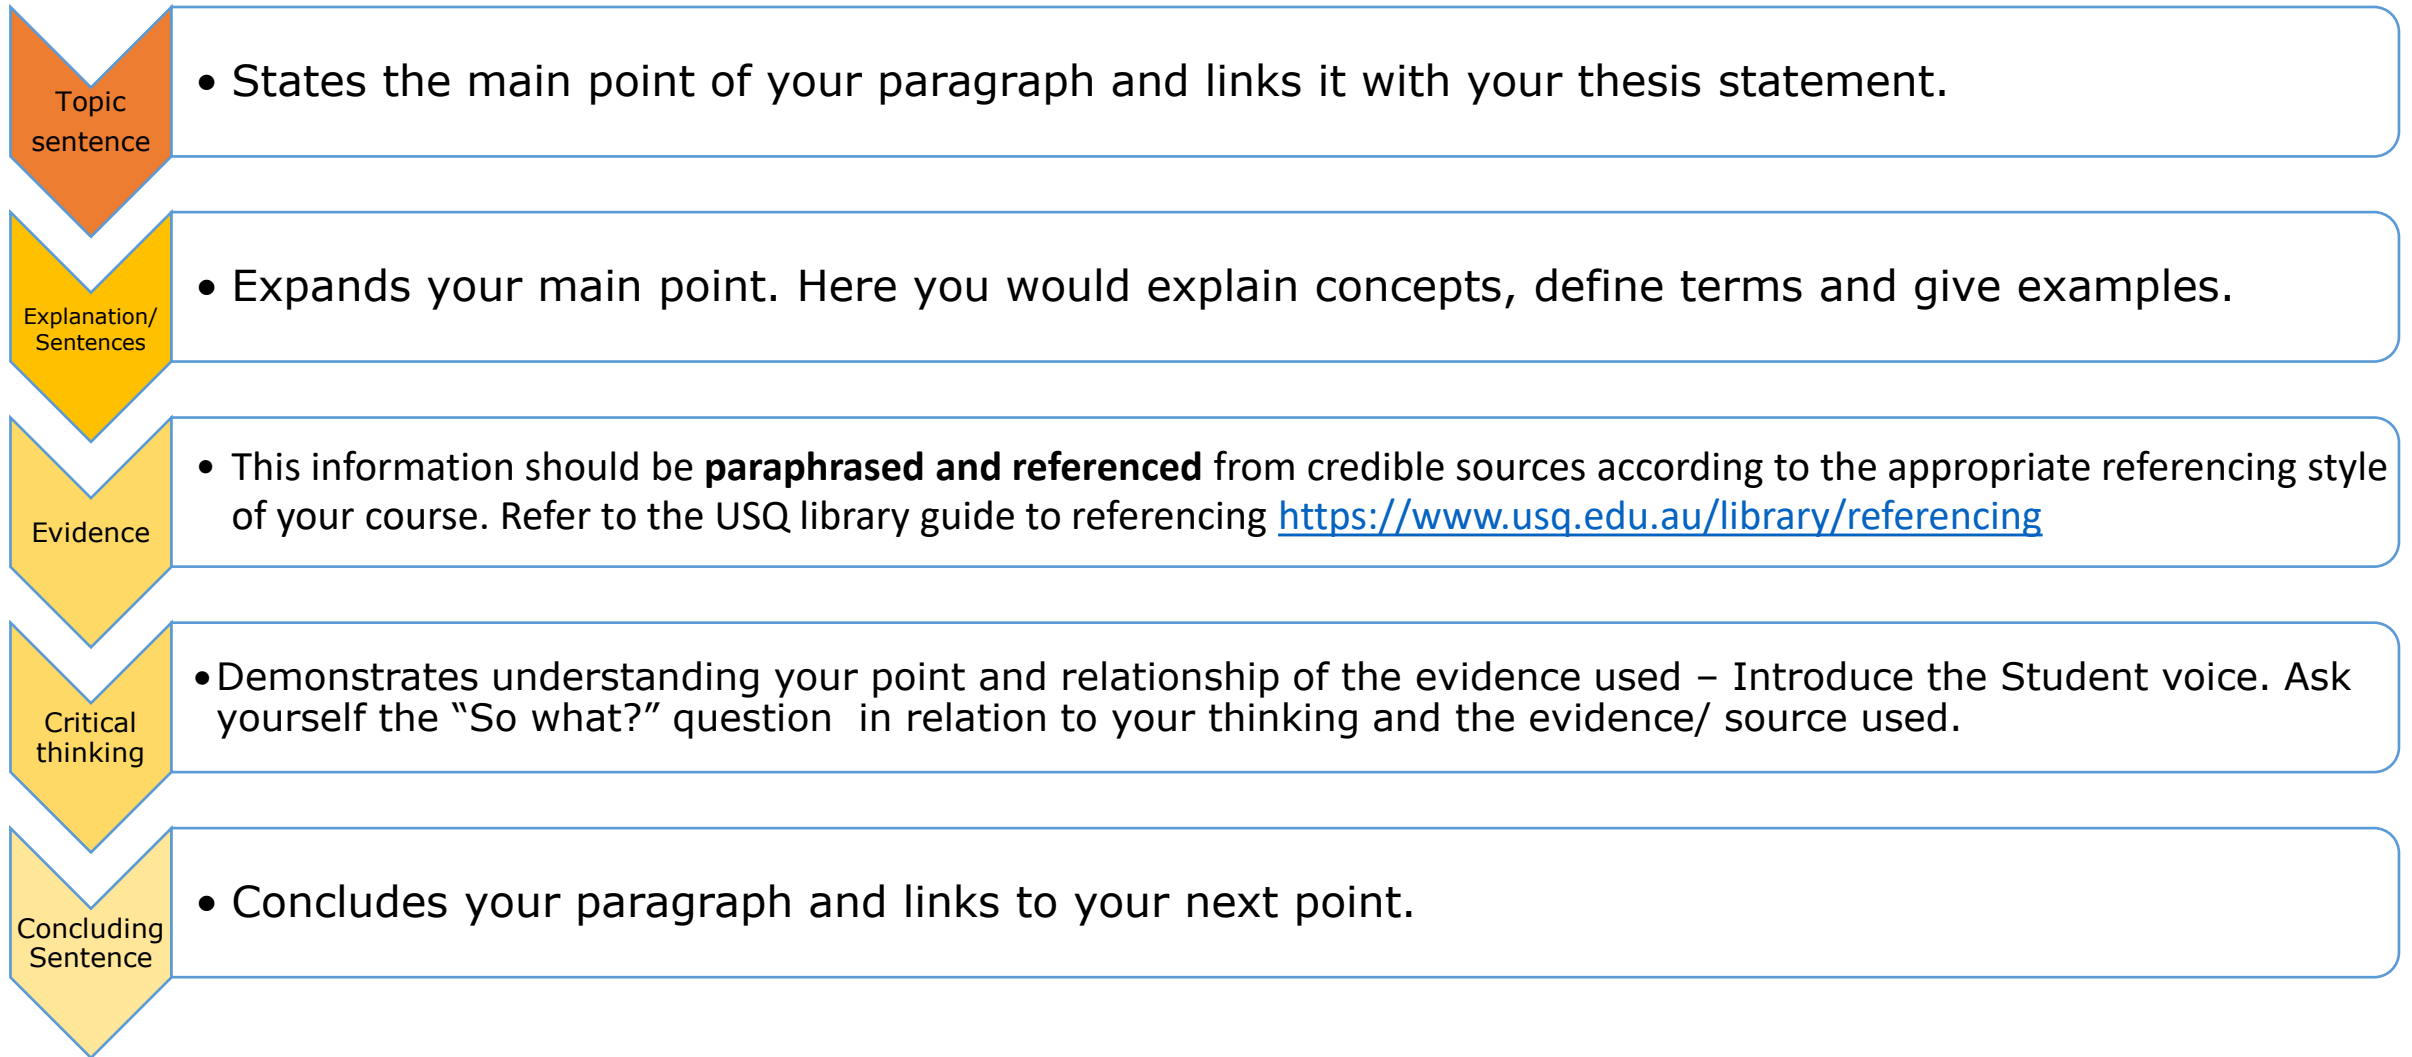 Topic
sentence
• States the main point of your paragraph and links it with your thesis statement.
Explanation/
Sentences
• Expands your main point. Here you would explain concepts, define terms and give examples.
Evidence
• This information should be paraphrased and referenced from credible sources according to the appropriate referencing style
of your course. Refer to the USQ library guide to referencing https://www.usq.edu.au/library/referencing
Critical
thinking
•Demonstrates understanding your point and relationship of the evidence used – Introduce the Student voice. Ask
yourself the “So what?” question  in relation to your thinking and the evidence/ source used.
Concluding
Sentence
• Concludes your paragraph and links to your next point.